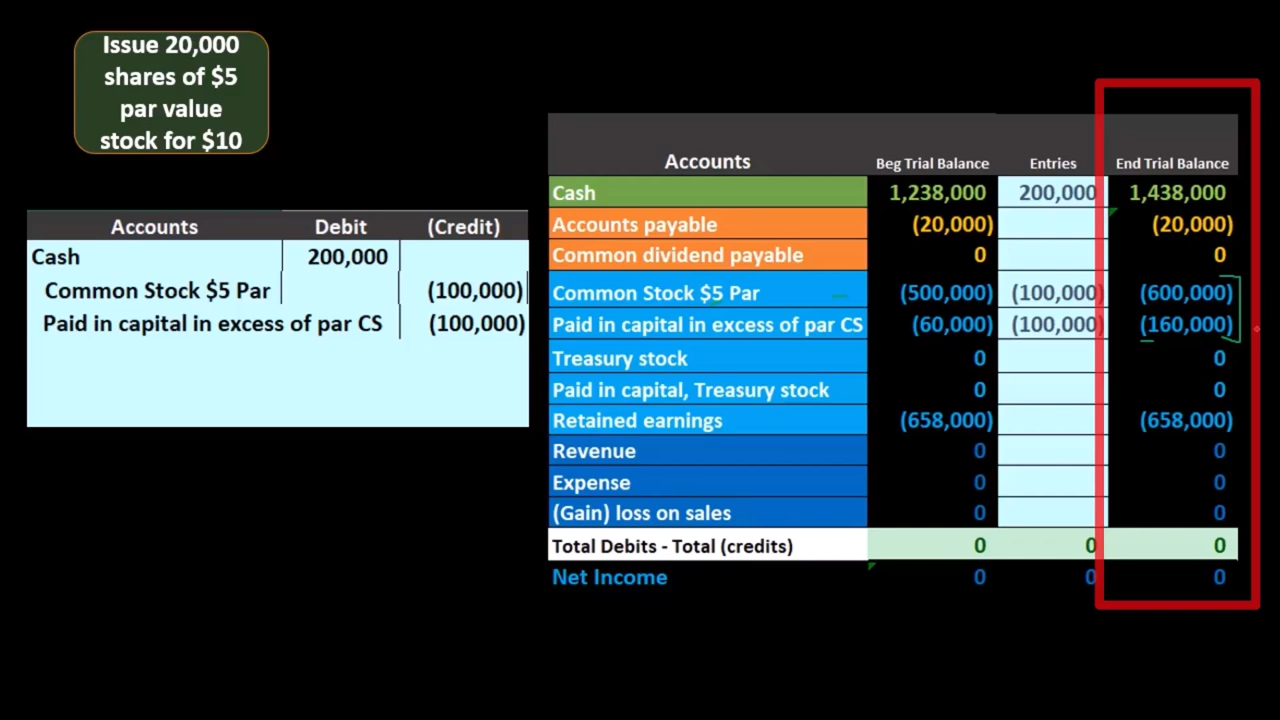 Issue 20,000
shares of $5
par value
stock for $10
Accounts Debit (Credit)
Cash 200,000
Common Stock $5 Par (100,000)
Paid in capital in excess of par CS (100,000)
Accounts Beg Trial Balance Entries End Trial Balance
Cash 1,238,000 200,000 1,438,000
Accounts payable (20,000) (20,000)
Common dividend payable 0 0
Common Stock $5 Par (500,000) (100,000) (600,000)
Paid in capital in excess of par CS (60,000) (100,000) (160,000)
Treasury stock 0 0
Paid in capital, Treasury stock 0 0
Retained earnings (658,000) (658,000)
Revenue 0 0
Expense 0 0
(Gain) loss on sales 0 0
Total Debits - Total (credits) 0 0 0
Net Income 0 0 0